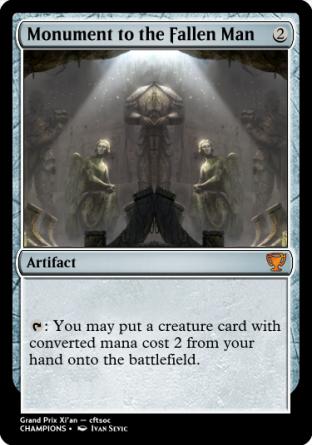 Monument to the Fallen Man 2
Artifact
: You may put a creature card with
converted mana cost 2 from your
hand onto the battlefield.
Grand Prix Xi'an — cftsoc
CHAMPIONS • Ivan Sevic